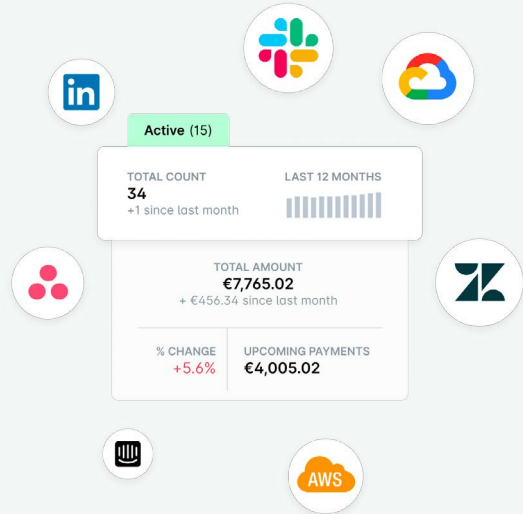 in
Active (15)
TOTAL COUNT
34
+1 since last month
LAST 12 MONTHS
TOTAL AMOUNT
€7,765.02
+ €456.34 since last month
% CHANGE
+5.6%
UPCOMING PAYMENTS
€4,005.02
AWS